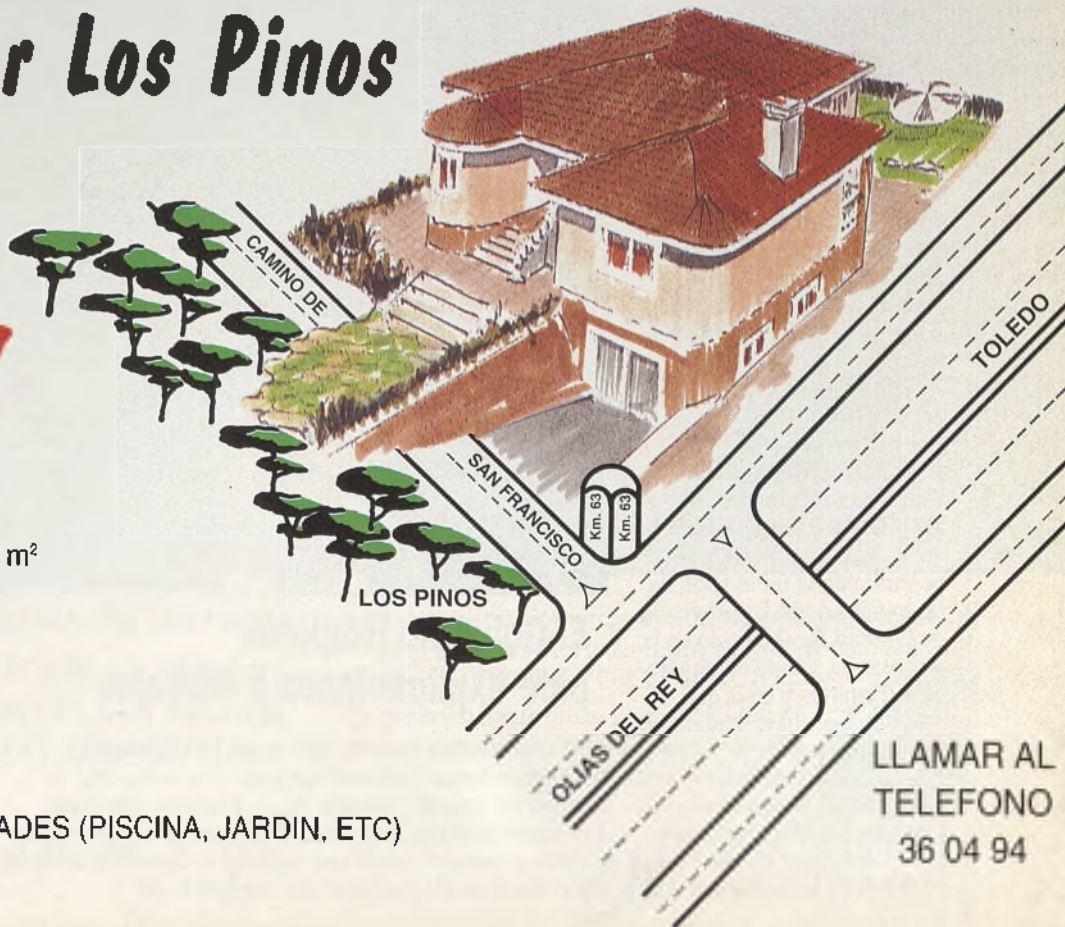 r Los Pinos
CAMINO DE
SAN FRANCISCO
Km. 63
Km. 63
TOLEDO
m²
LOS PINOS
OLIAS DEL REY
ADES (PISCINA, JARDIN, ETC)
LLAMAR AL
TELEFONO
36 04 94